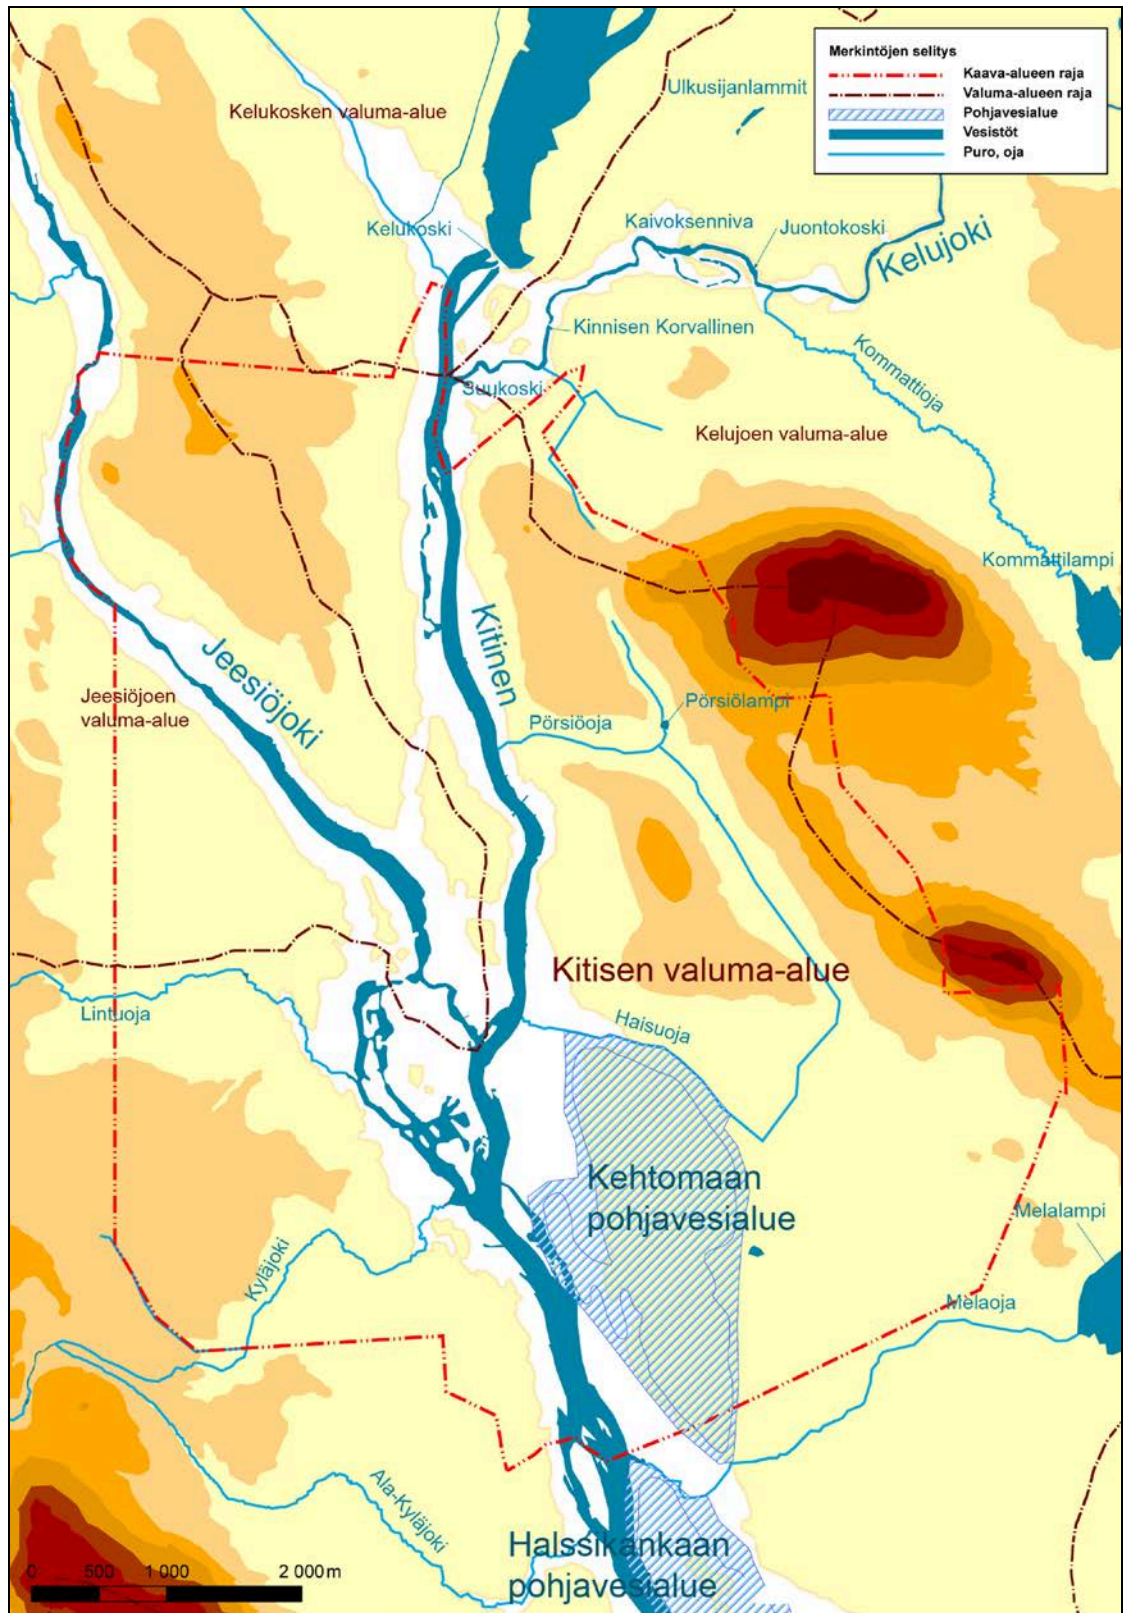 Merkintöjen selitys
Kaava-alueen raja
Valuma-alueen raja
Pohjavesialue
Vesistöt
Puro, oja
Ulkusijanlammit
Kelukosken valuma-alue
Kelukoski
Kaivoksenniva
Juontokoski
Kelujoki
Kinnisen Korvallinen
Kommattioja
Suukoski
Kelujoen valuma-alue
Kommattilampi
Jeesiöjoki
Kitinen
Jeesiöjoen
valuma-alue
Pörsiöoja
Pörsiölampi
Kitisen valuma-alue
Lintuoja
Haisuoja
Kehtomaan
pohjavesialue
Melalampi
Kyläjoki
Melaoja
Ala-Kyläjoki
Halssikankaan
pohjavesialue
0 500 1 000 2 000 m